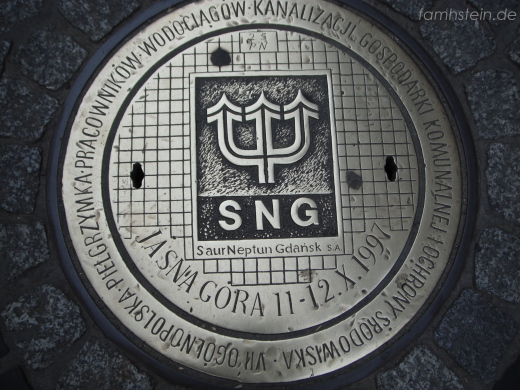 famhstein.de
VII OGÓLNOPOLSKA PIELGRZYMKA PRACOWNIKÓW WODOCIĄGÓW KANALIZACJI, GOSPODARKI KOMUNALNEJ I OCHRONY ŚRODOWISKA
SNG
SaurNeptun Gdańsk S.A.
JASNA GÓRA 11-12.X.1997